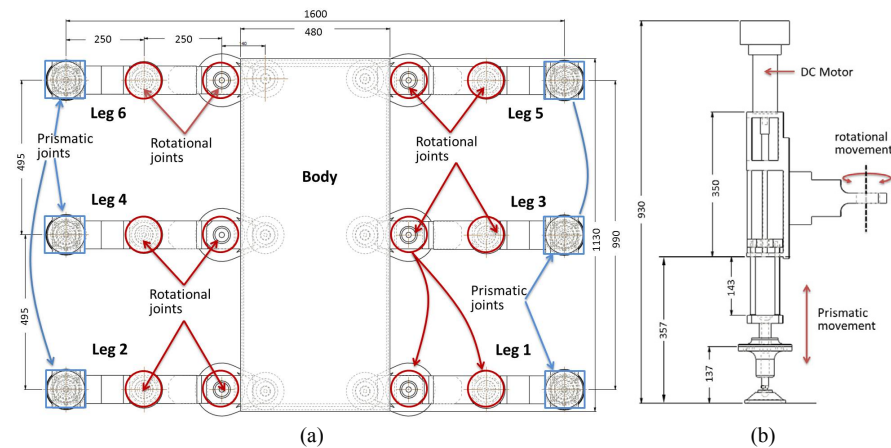 1600
250
250
40
480
Leg 6
Leg 5
Prismatic
joints
Rotational
joints
Rotational
joints
495
Body
Leg 4
Leg 3
1130
990
Rotational
joints
Prismatic
joints
495
Leg 2
Leg 1
(a)
(b)
DC Motor
rotational
movement
350
930
143
Prismatic
movement
357
137